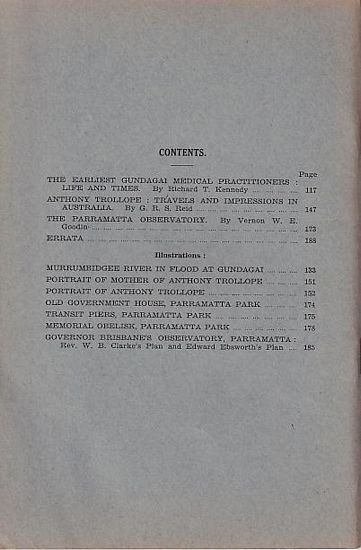 CONTENTS.
Page
THE EARLIEST GUNDAGAI MEDICAL PRACTITIONERS :
LIFE AND TIMES. By Richard T. Kennedy .... .... .... .... 117
ANTHONY TROLLOPE : TRAVELS AND IMPRESSIONS IN
AUSTRALIA. By G. R. S. Reid .... .... .... .... .... .... 147
THE PARRAMATTA OBSERVATORY. By Vernon W. E.
Goodin .... .... .... .... .... .... .... .... .... .... 173
ERRATA .... .... .... .... .... .... .... .... .... .... 188
Illustrations :
MURRUMBIDGEE RIVER IN FLOOD AT GUNDAGAI .... .... .... 133
PORTRAIT OF MOTHER OF ANTHONY TROLLOPE .... .... .... 151
PORTRAIT OF ANTHONY TROLLOPE .... .... .... .... .... .... 152
OLD GOVERNMENT HOUSE, PARRAMATTA PARK .... .... .... 174
TRANSIT PIERS, PARRAMATTA PARK .... .... .... .... .... 175
MEMORIAL OBELISK, PARRAMATTA PARK .... .... .... .... 178
GOVERNOR BRISBANE'S OBSERVATORY, PARRAMATTA :
Rev. W. B. Clarke's Plan and Edward Ebsworth's Plan .... 185